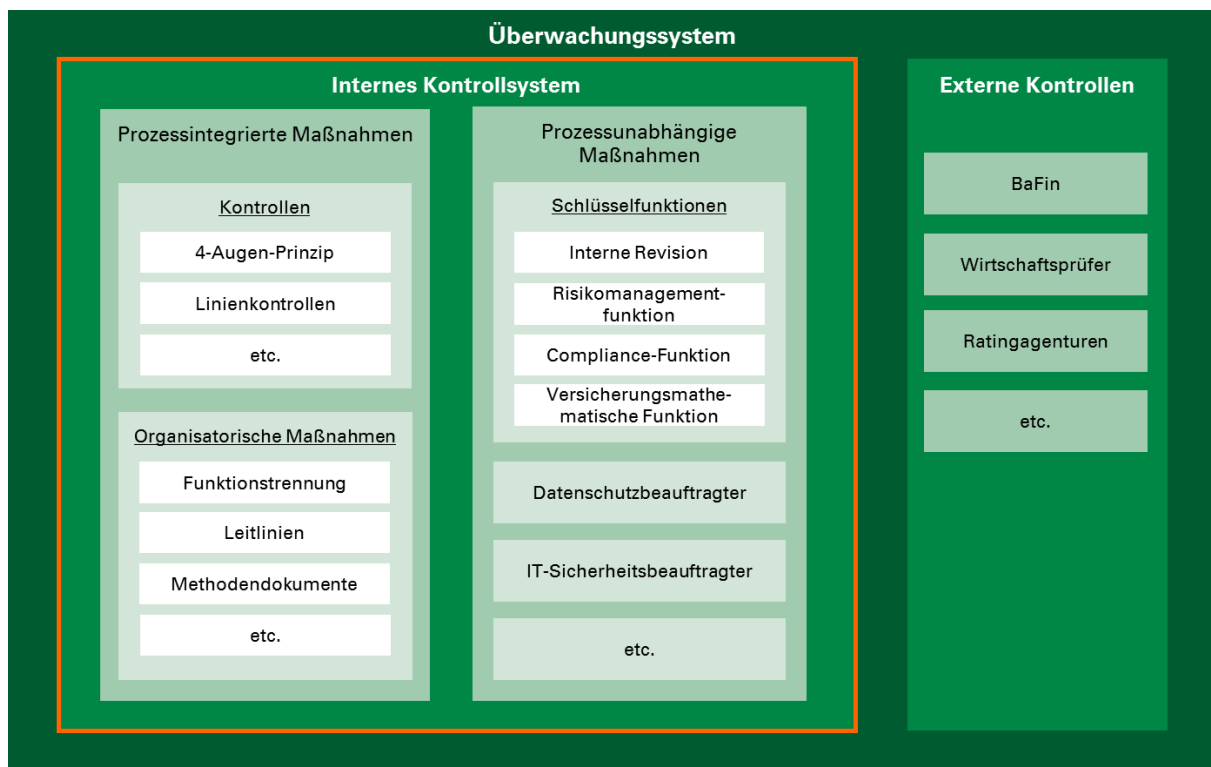 Überwachungssystem
Internes Kontrollsystem
Prozessintegrierte Maßnahmen
Kontrollen
4-Augen-Prinzip
Linienkontrollen
etc.
Organisatorische Maßnahmen
Funktionstrennung
Leitlinien
Methodendokumente
etc.
Prozessunabhängige
Maßnahmen
Schlüsselfunktionen
Interne Revision
Risikomanagement-
funktion
Compliance-Funktion
Versicherungsmathe-
matische Funktion
Datenschutzbeauftragter
IT-Sicherheitsbeauftragter
etc.
Externe Kontrollen
BaFin
Wirtschaftsprüfer
Ratingagenturen
etc.